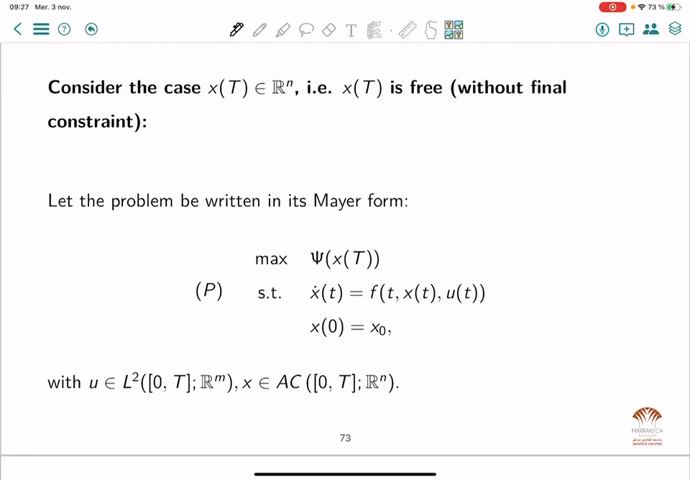 09:27 Mer. 3 nov.
73 %
Consider the case x(T) ∈ ℝⁿ, i.e. x(T) is free (without final
constraint):
Let the problem be written in its Mayer form:
max Ψ(x(T))
(P) s.t. ẋ(t) = f(t, x(t), u(t))
x(0) = x₀,
with u ∈ L²([0, T]; ℝᵐ), x ∈ AC ([0, T]; ℝⁿ).
MARRAKECH
73